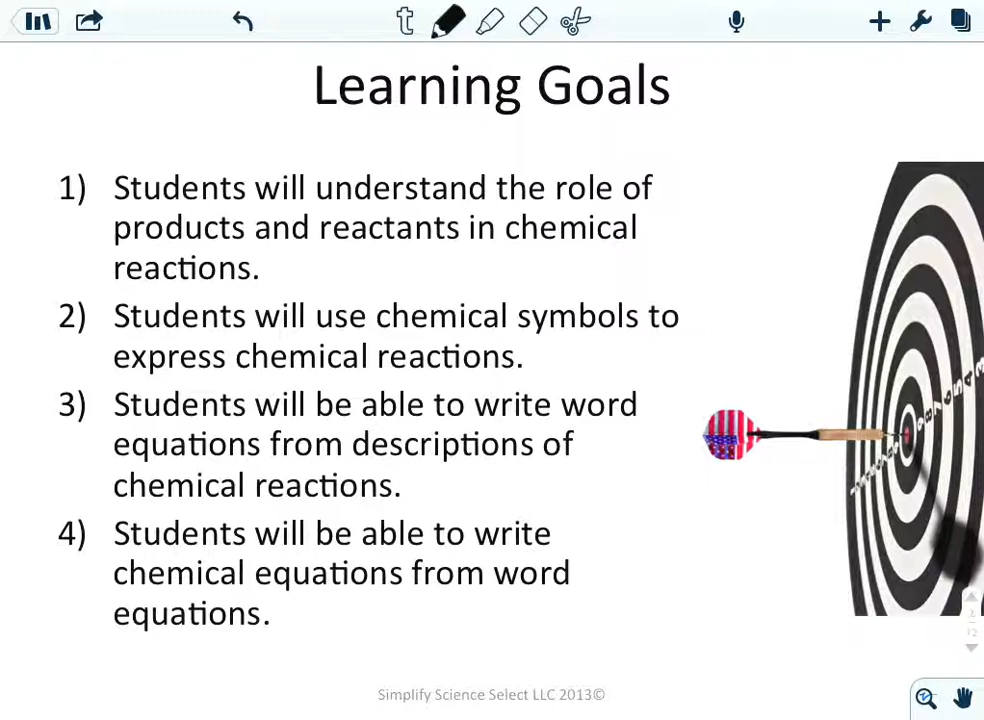 Learning Goals
1) Students will understand the role of
products and reactants in chemical
reactions.
2) Students will use chemical symbols to
express chemical reactions.
3) Students will be able to write word
equations from descriptions of
chemical reactions.
4) Students will be able to write
chemical equations from word
equations.
2
12
Simplify Science Select LLC 2013©